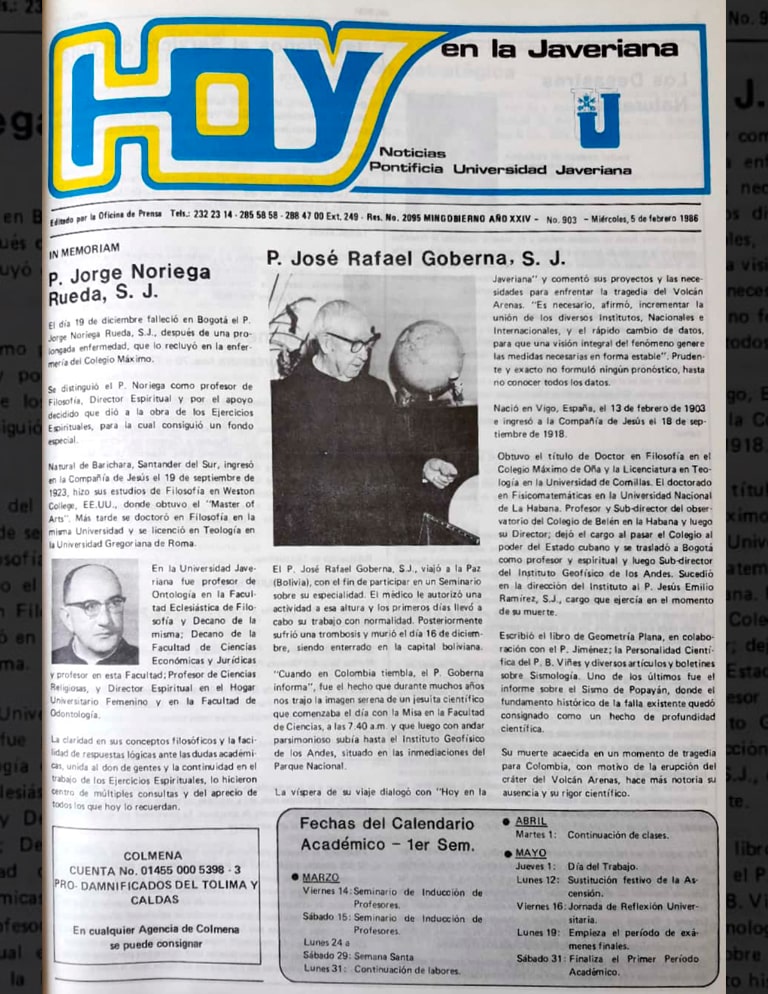 Hoy
en la Javeriana
Noticias
Pontificia Universidad Javeriana
Editado por la Oficina de Prensa Tels.: 232 23 14 - 285 58 58 - 288 47 00 Ext. 249 - Res. No. 2095 MINGOBIERNO AÑO XXIV - No. 903 - Miércoles, 5 de febrero 1986
IN MEMORIAM
P. Jorge Noriega
Rueda, S. J.
El día 19 de diciembre falleció en Bogotá el P.
Jorge Noriega Rueda, S.J., después de una pro-
longada enfermedad, que lo recluyó en la enfer-
mería del Colegio Máximo.
Se distinguió el P. Noriega como profesor de
Filosofía, Director Espiritual y por el apoyo
decidido que dió a la obra de los Ejercicios
Espirituales, para la cual consiguió un fondo
especial.
Natural de Barichara, Santander del Sur, ingresó
en la Compañía de Jesús el 19 de septiembre de
1923, hizo sus estudios de Filosofía en Weston
College, EE.UU., donde obtuvo el "Master of
Arts". Más tarde se doctoró en Filosofía en la
misma Universidad y se licenció en Teología en
la Universidad Gregoriana de Roma.
En la Universidad Jave-
riana fue profesor de
Ontología en la Facul-
tad Eclesiástica de Filo-
sofía y Decano de la
misma; Decano de la
Facultad de Ciencias
Económicas y Jurídicas
y profesor en esta Facultad; Profesor de Ciencias
Religiosas, y Director Espiritual en el Hogar
Universitario Femenino y en la Facultad de
Odontología.
La claridad en sus conceptos filosóficos y la faci-
lidad de respuestas lógicas ante las dudas académi-
cas, unida al don de gentes y la continuidad en el
trabajo de los Ejercicios Espirituales, lo hicieron
centro de múltiples consultas y del aprecio de
todos los que hoy lo recuerdan.
COLMENA
CUENTA No. 01455 000 5398 - 3
PRO-DAMNIFICADOS DEL TOLIMA Y
CALDAS
En cualquier Agencia de Colmena
se puede consignar
P. José Rafael Goberna, S. J.
El P. José Rafael Goberna, S.J., viajó a la Paz
(Bolivia), con el fin de participar en un Seminario
sobre su especialidad. El médico le autorizó una
actividad a esa altura y los primeros días llevó a
cabo su trabajo con normalidad. Posteriormente
sufrió una trombosis y murió el día 16 de diciem-
bre, siendo enterrado en la capital boliviana.
"Cuando en Colombia tiembla, el P. Goberna
informa", fue el hecho que durante muchos años
nos trajo la imagen serena de un jesuita científico
que comenzaba el día con la Misa en la Facultad
de Ciencias, a las 7:40 a.m. y que luego con andar
parsimonioso subía hasta el Instituto Geofísico
de los Andes, situado en las inmediaciones del
Parque Nacional.
La víspera de su viaje dialogó con "Hoy en la
Javeriana" y comentó sus proyectos y las nece-
sidades para enfrentar la tragedia del Volcán
Arenas. "Es necesario, afirmó, incrementar la
unión de los diversos Institutos, Nacionales e
Internacionales, y el rápido cambio de datos,
para que una visión integral del fenómeno genere
las medidas necesarias en forma estable". Pruden-
te y exacto no formuló ningún pronóstico, hasta
no conocer todos los datos.
Nació en Vigo, España, el 13 de febrero de 1903
e ingresó a la Compañía de Jesús el 18 de sep-
tiembre de 1918.
Obtuvo el título de Doctor en Filosofía en el
Colegio Máximo de Oña y la Licenciatura en Teo-
logía en la Universidad de Comillas. El doctorado
en Fisicomatemáticas en la Universidad Nacional
de La Habana. Profesor y Sub-director del obser-
vatorio del Colegio de Belén en la Habana y luego
su Director; dejó el cargo al pasar el Colegio al
poder del Estado cubano y se trasladó a Bogotá
como profesor y espiritual y luego Sub-director
del Instituto Geofísico de los Andes. Sucedió
en la dirección del Instituto al P. Jesús Emilio
Ramírez, S.J., cargo que ejercía en el momento
de su muerte.
Escribió el libro de Geometría Plana, en colabo-
ración con el P. Jiménez; la Personalidad Cientí-
fica del P. B. Viñes y diversos artículos y boletines
sobre Sismología. Uno de los últimos fue el
informe sobre el Sismo de Popayán, donde el
fundamento histórico de la falla existente quedó
consignado como un hecho de profundidad
científica.
Su muerte acaecida en un momento de tragedia
para Colombia, con motivo de la erupción del
cráter del Volcán Arenas, hace más notoria su
ausencia y su rigor científico.
Fechas del Calendario
Académico - 1er Sem.
MARZO
Viernes 14: Seminario de Inducción de
Profesores.
Sábado 15: Seminario de Inducción de
Profesores.
Lunes 24 a
Sábado 29: Semana Santa
Lunes 31: Continuación de labores.
ABRIL
Martes 1: Continuación de clases.
MAYO
Jueves 1: Día del Trabajo.
Lunes 12: Sustitución festivo de la As-
censión.
Viernes 16: Jornada de Reflexión Univer-
sitaria.
Lunes 19: Empieza el período de exá-
menes finales.
Sábado 31: Finaliza el Primer Período
Académico.